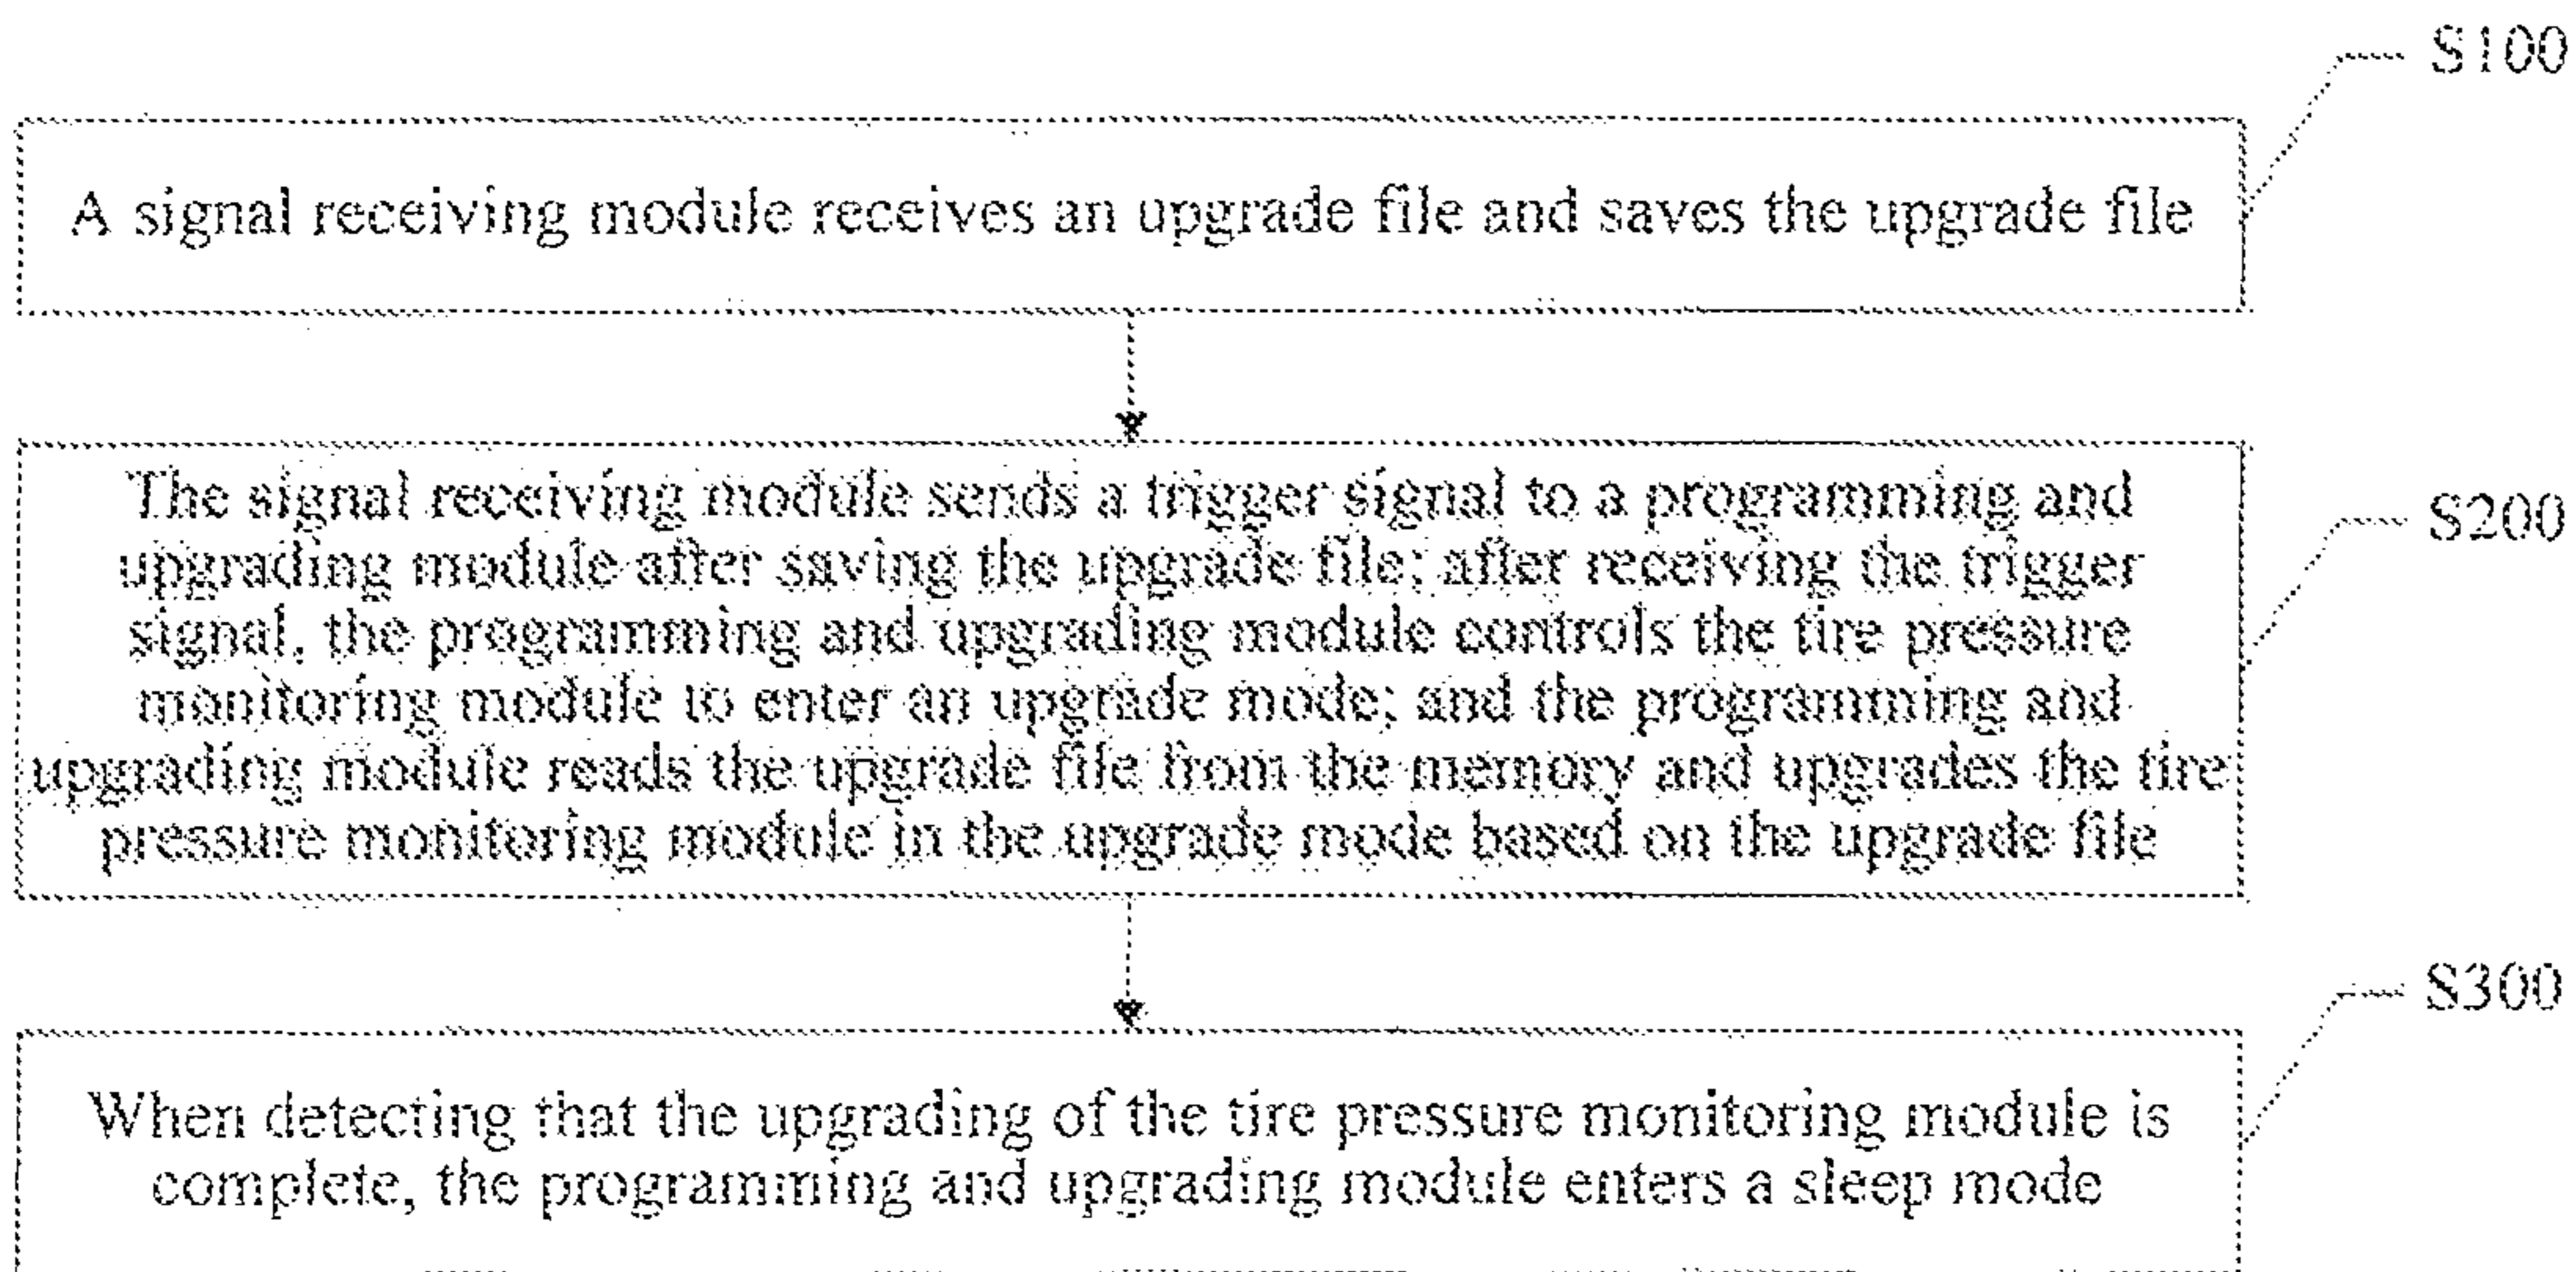 S100
A signal receiving module receives an upgrade file and saves the upgrade file
The signal receiving module sends a trigger signal to a programming and
upgrading module after saving the upgrade file; after receiving the trigger
signal, the programming and upgrading module controls the tire pressure
monitoring module to enter an upgrade mode; and the programming and
upgrading module reads the upgrade file from the memory and upgrades the tire
pressure monitoring module in the upgrade mode based on the upgrade file
S200
S300
When detecting that the upgrading of the tire pressure monitoring module is
complete, the programming and upgrading module enters a sleep mode